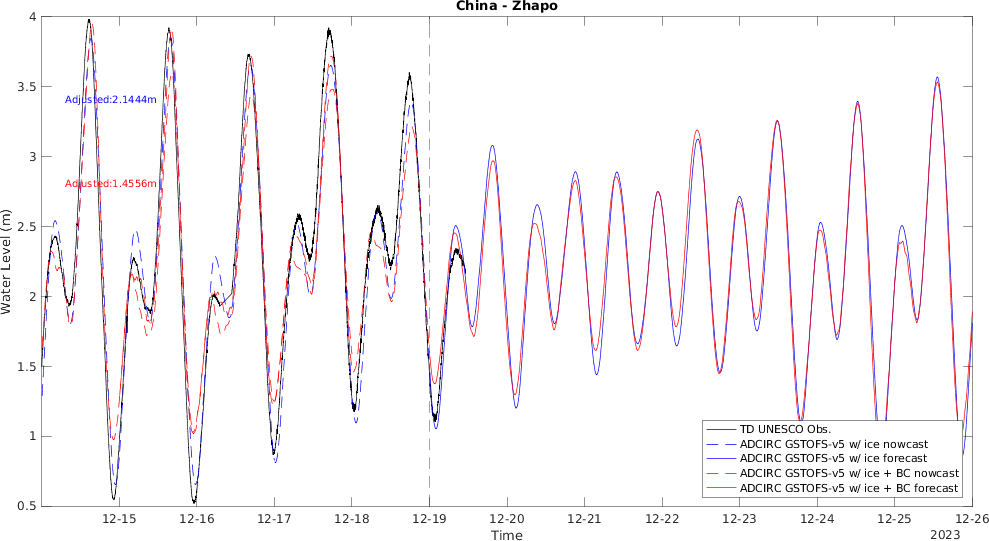 China - Zhapo
4
3.5
3
2.5
2
1.5
1
0.5
Water Level (m)
Adjusted:2.1444m
Adjusted:1.4556m
TD UNESCO Obs.
ADCIRC GSTOFS-v5 w/ ice nowcast
ADCIRC GSTOFS-v5 w/ ice forecast
ADCIRC GSTOFS-v5 w/ ice + BC nowcast
ADCIRC GSTOFS-v5 w/ ice + BC forecast
12-15 12-16 12-17 12-18 12-19 12-20 12-21 12-22 12-23 12-24 12-25 12-26
Time
2023